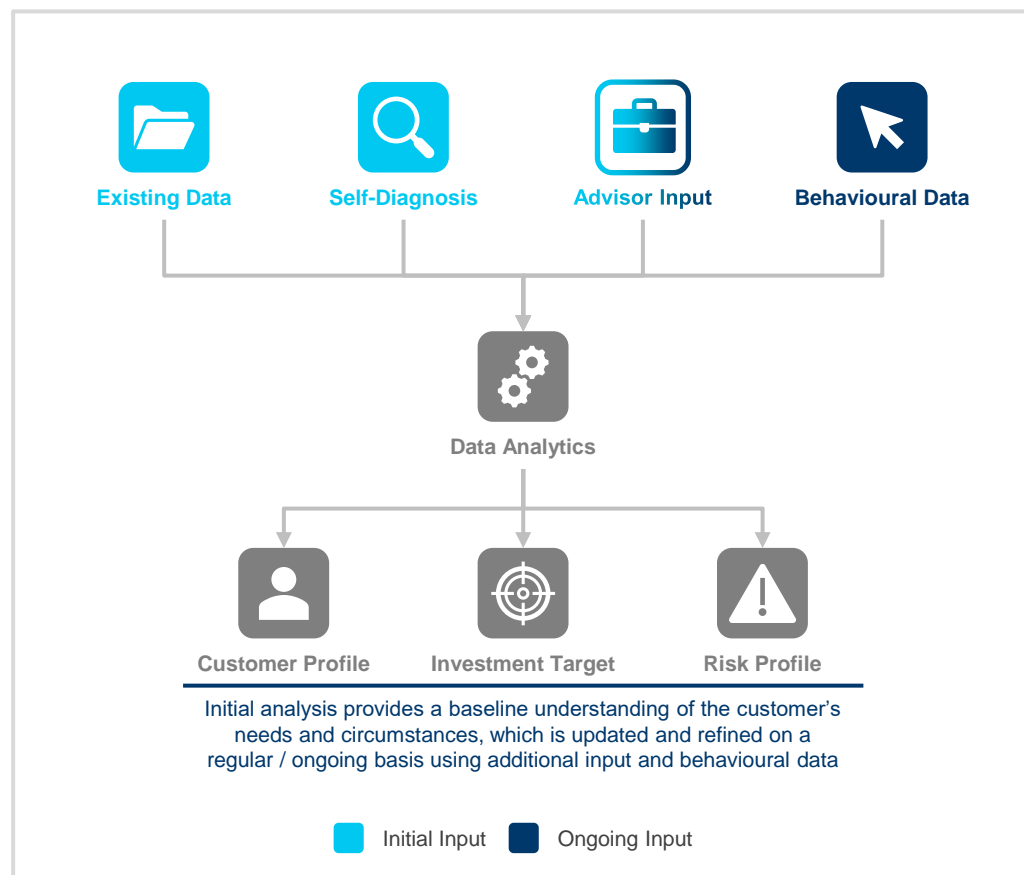 Existing Data
Self-Diagnosis
Advisor Input
Behavioural Data
Data Analytics
Customer Profile
Investment Target
Risk Profile
Initial analysis provides a baseline understanding of the customer’s
needs and circumstances, which is updated and refined on a
regular / ongoing basis using additional input and behavioural data
Initial Input
Ongoing Input